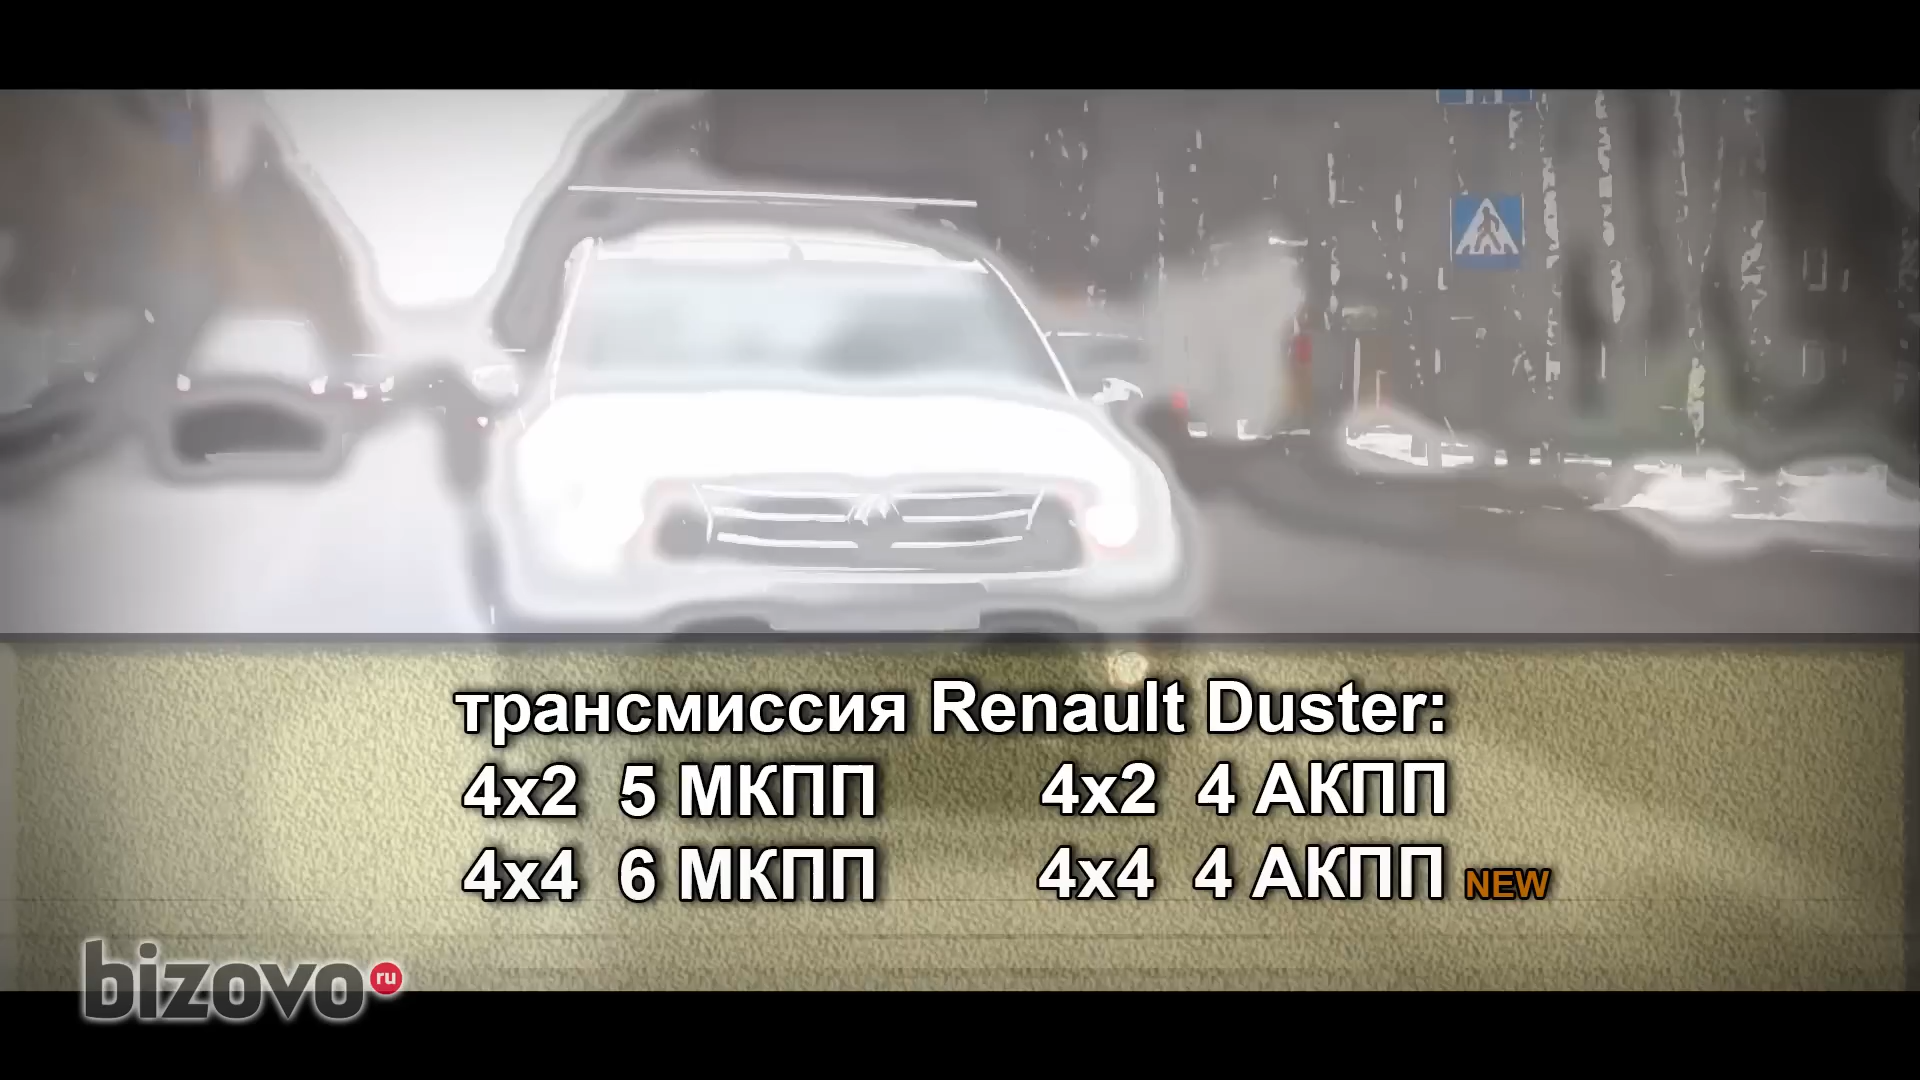 трансмиссия Renault Duster:
4x2 5 МКПП 4x2 4 АКПП
4x4 6 МКПП 4x4 4 АКПП NEW
bizovo ru